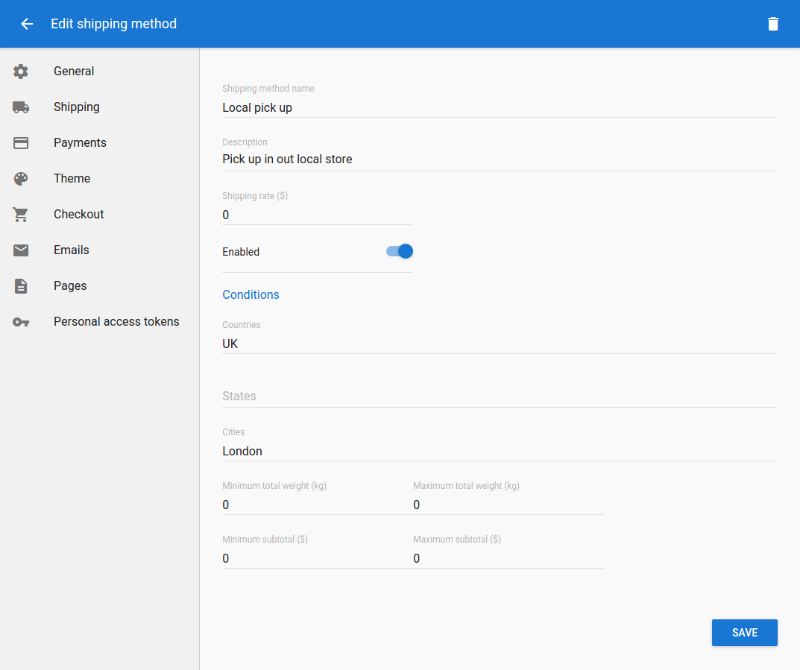 Edit shipping method
General
Shipping
Payments
Theme
Checkout
Emails
Pages
Personal access tokens
Shipping method name
Local pick up
Description
Pick up in out local store
Shipping rate ($)
0
Enabled
Conditions
Countries
UK
States
Cities
London
Minimum total weight (kg) Maximum total weight (kg)
0 0
Minimum subtotal ($) Maximum subtotal ($)
0 0
SAVE